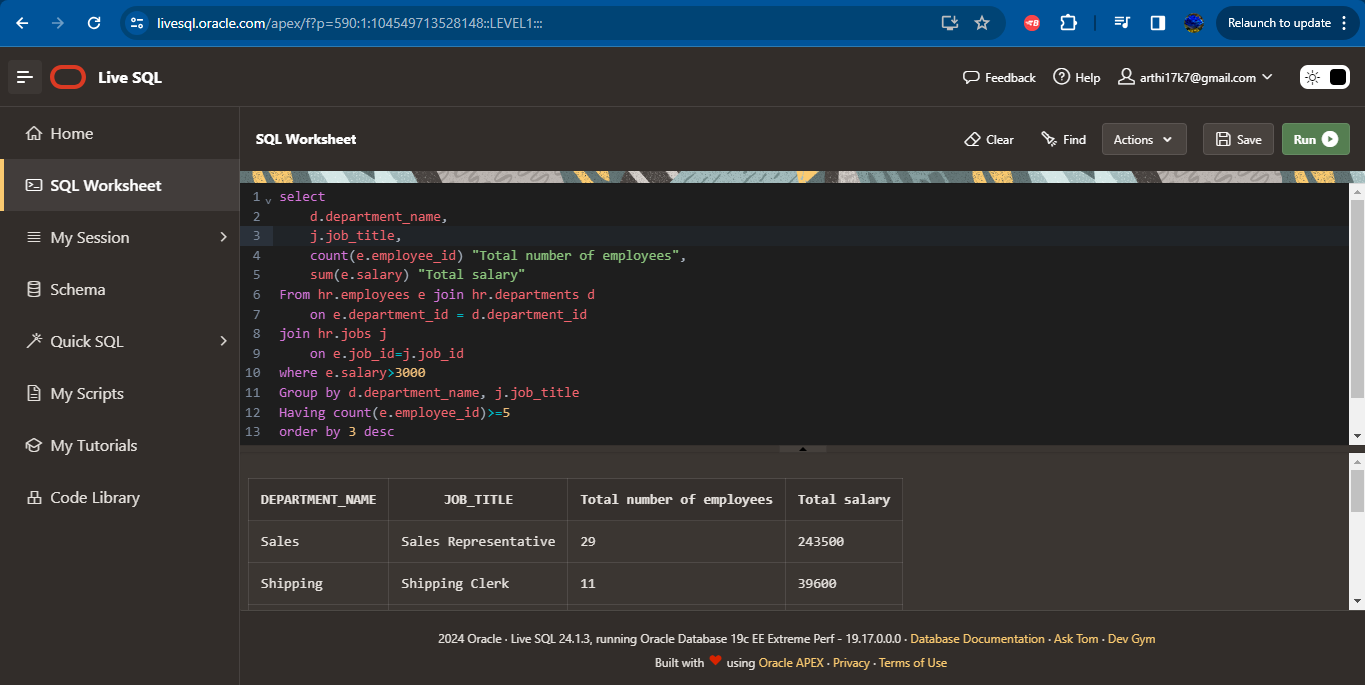 livesql.oracle.com/apex/f?p=590:1:104549713528148::LEVEL1:::
Relaunch to update
Live SQL
Feedback
Help
arthi17k7@gmail.com
Home
SQL Worksheet
My Session
Schema
Quick SQL
My Scripts
My Tutorials
Code Library
SQL Worksheet
Clear
Find
Actions
Save
Run
1 select
2 d.department_name,
3 j.job_title,
4 count(e.employee_id) "Total number of employees",
5 sum(e.salary) "Total salary"
6 From hr.employees e join hr.departments d
7 on e.department_id = d.department_id
8 join hr.jobs j
9 on e.job_id=j.job_id
10 where e.salary>3000
11 Group by d.department_name, j.job_title
12 Having count(e.employee_id)>=5
13 order by 3 desc
DEPARTMENT_NAME JOB_TITLE Total number of employees Total salary
Sales Sales Representative 29 243500
Shipping Shipping Clerk 11 39600
2024 Oracle · Live SQL 24.1.3, running Oracle Database 19c EE Extreme Perf - 19.17.0.0.0 · Database Documentation · Ask Tom · Dev Gym
Built with ❤ using Oracle APEX · Privacy · Terms of Use